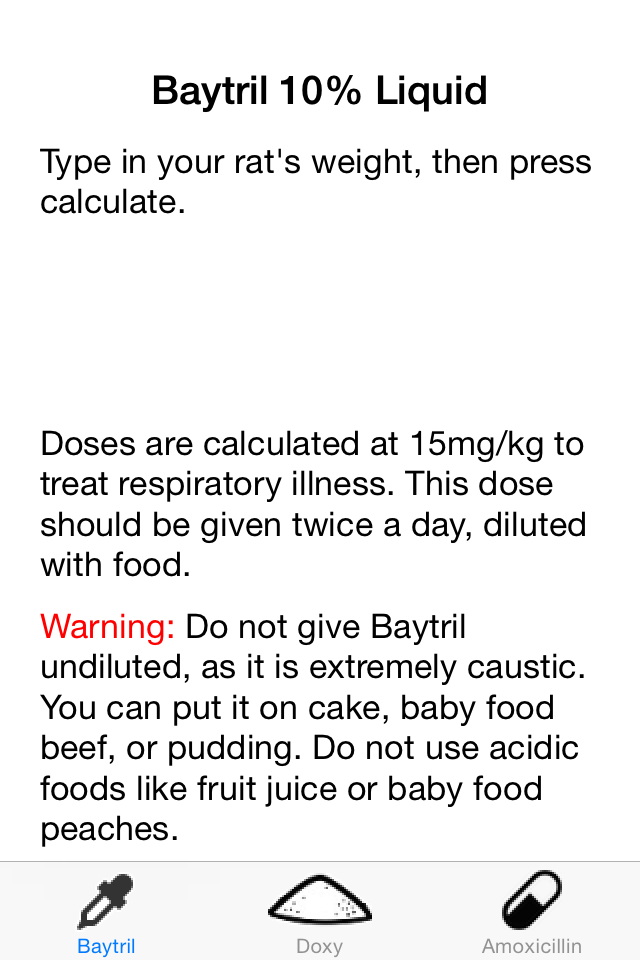 Baytril 10% Liquid
Type in your rat's weight, then press
calculate.
Doses are calculated at 15mg/kg to
treat respiratory illness. This dose
should be given twice a day, diluted
with food.
Warning: Do not give Baytril
undiluted, as it is extremely caustic.
You can put it on cake, baby food
beef, or pudding. Do not use acidic
foods like fruit juice or baby food
peaches.
Baytril
Doxy
Amoxicillin